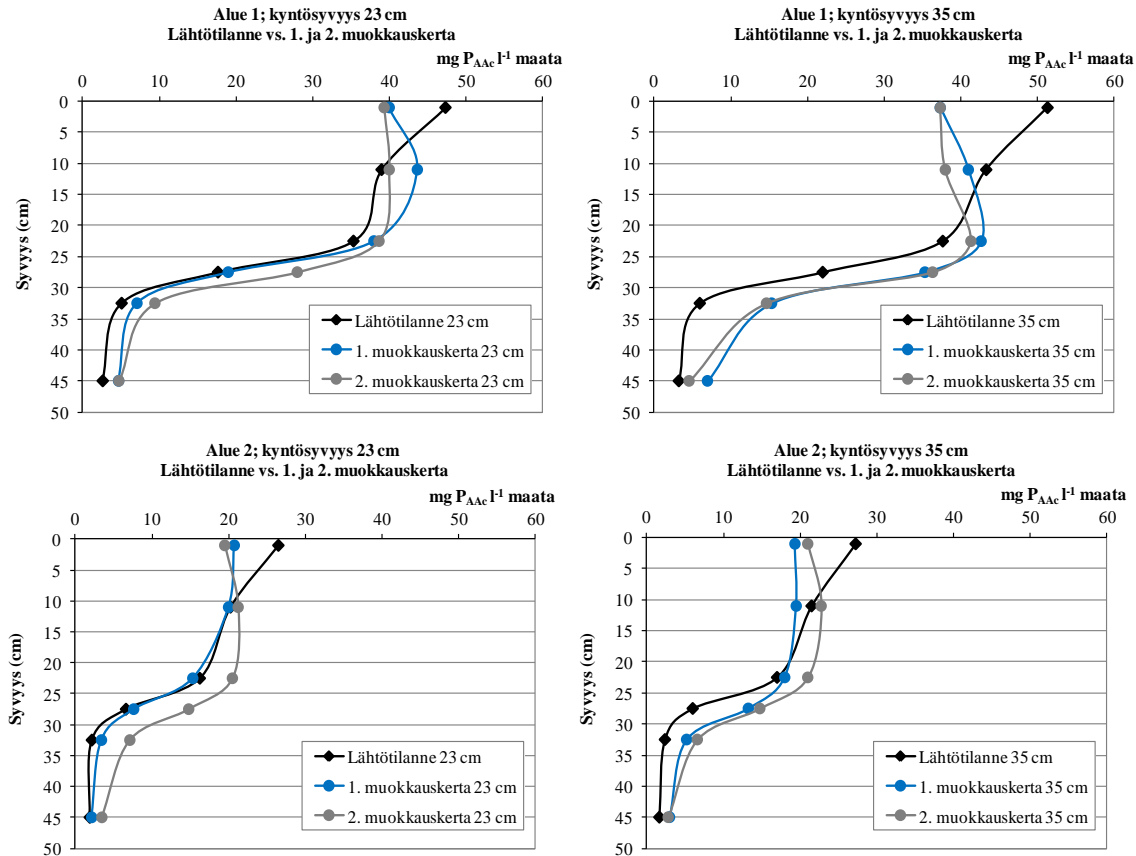 Alue 1; kyntösyvyys 23 cm
Lähtötilanne vs. 1. ja 2. muokkauskerta
mg P_AAc l⁻¹ maata
0 10 20 30 40 50 60
0
5
10
15
20
25
30
35
40
45
50
Syvyys (cm)
Lähtötilanne 23 cm
1. muokkauskerta 23 cm
2. muokkauskerta 23 cm
Alue 1; kyntösyvyys 35 cm
Lähtötilanne vs. 1. ja 2. muokkauskerta
mg P_AAc l⁻¹ maata
0 10 20 30 40 50 60
0
5
10
15
20
25
30
35
40
45
50
Syvyys (cm)
Lähtötilanne 35 cm
1. muokkauskerta 35 cm
2. muokkauskerta 35 cm
Alue 2; kyntösyvyys 23 cm
Lähtötilanne vs. 1. ja 2. muokkauskerta
mg P_AAc l⁻¹ maata
0 10 20 30 40 50 60
0
5
10
15
20
25
30
35
40
45
50
Syvyys (cm)
Lähtötilanne 23 cm
1. muokkauskerta 23 cm
2. muokkauskerta 23 cm
Alue 2; kyntösyvyys 35 cm
Lähtötilanne vs. 1. ja 2. muokkauskerta
mg P_AAc l⁻¹ maata
0 10 20 30 40 50 60
0
5
10
15
20
25
30
35
40
45
50
Syvyys (cm)
Lähtötilanne 35 cm
1. muokkauskerta 35 cm
2. muokkauskerta 35 cm